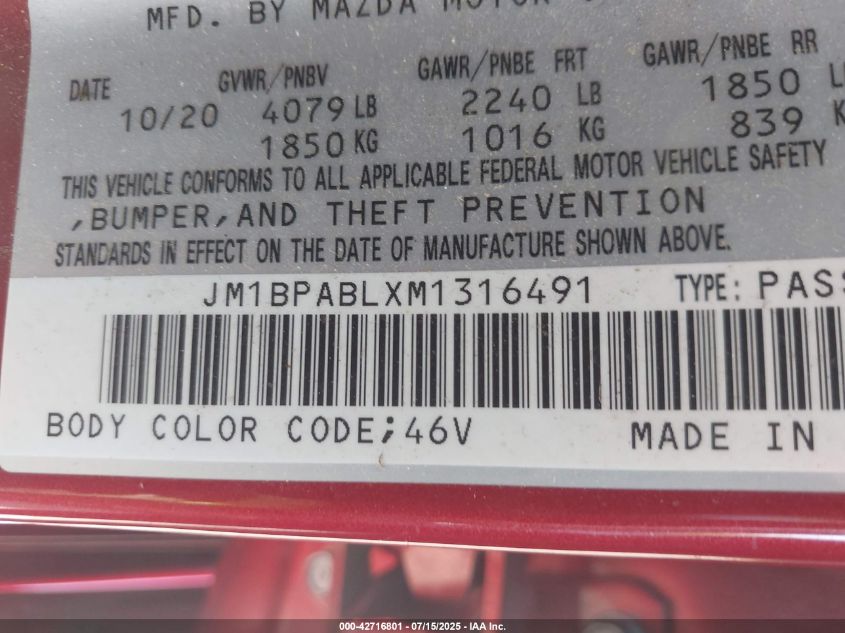 MFD. BY MAZDA MOTOR
DATE GVWR/PNBV GAWR/PNBE FRT GAWR/PNBE RR
10/20 4079 LB 2240 LB 1850
1850 KG 1016 KG 839
THIS VEHICLE CONFORMS TO ALL APPLICABLE FEDERAL MOTOR VEHICLE SAFETY
,BUMPER,AND THEFT PREVENTION
STANDARDS IN EFFECT ON THE DATE OF MANUFACTURE SHOWN ABOVE.
JM1BPABLXM1316491 TYPE: PASS
BODY COLOR CODE;46V MADE IN
000-42716801 - 07/15/2025 - IAA Inc.